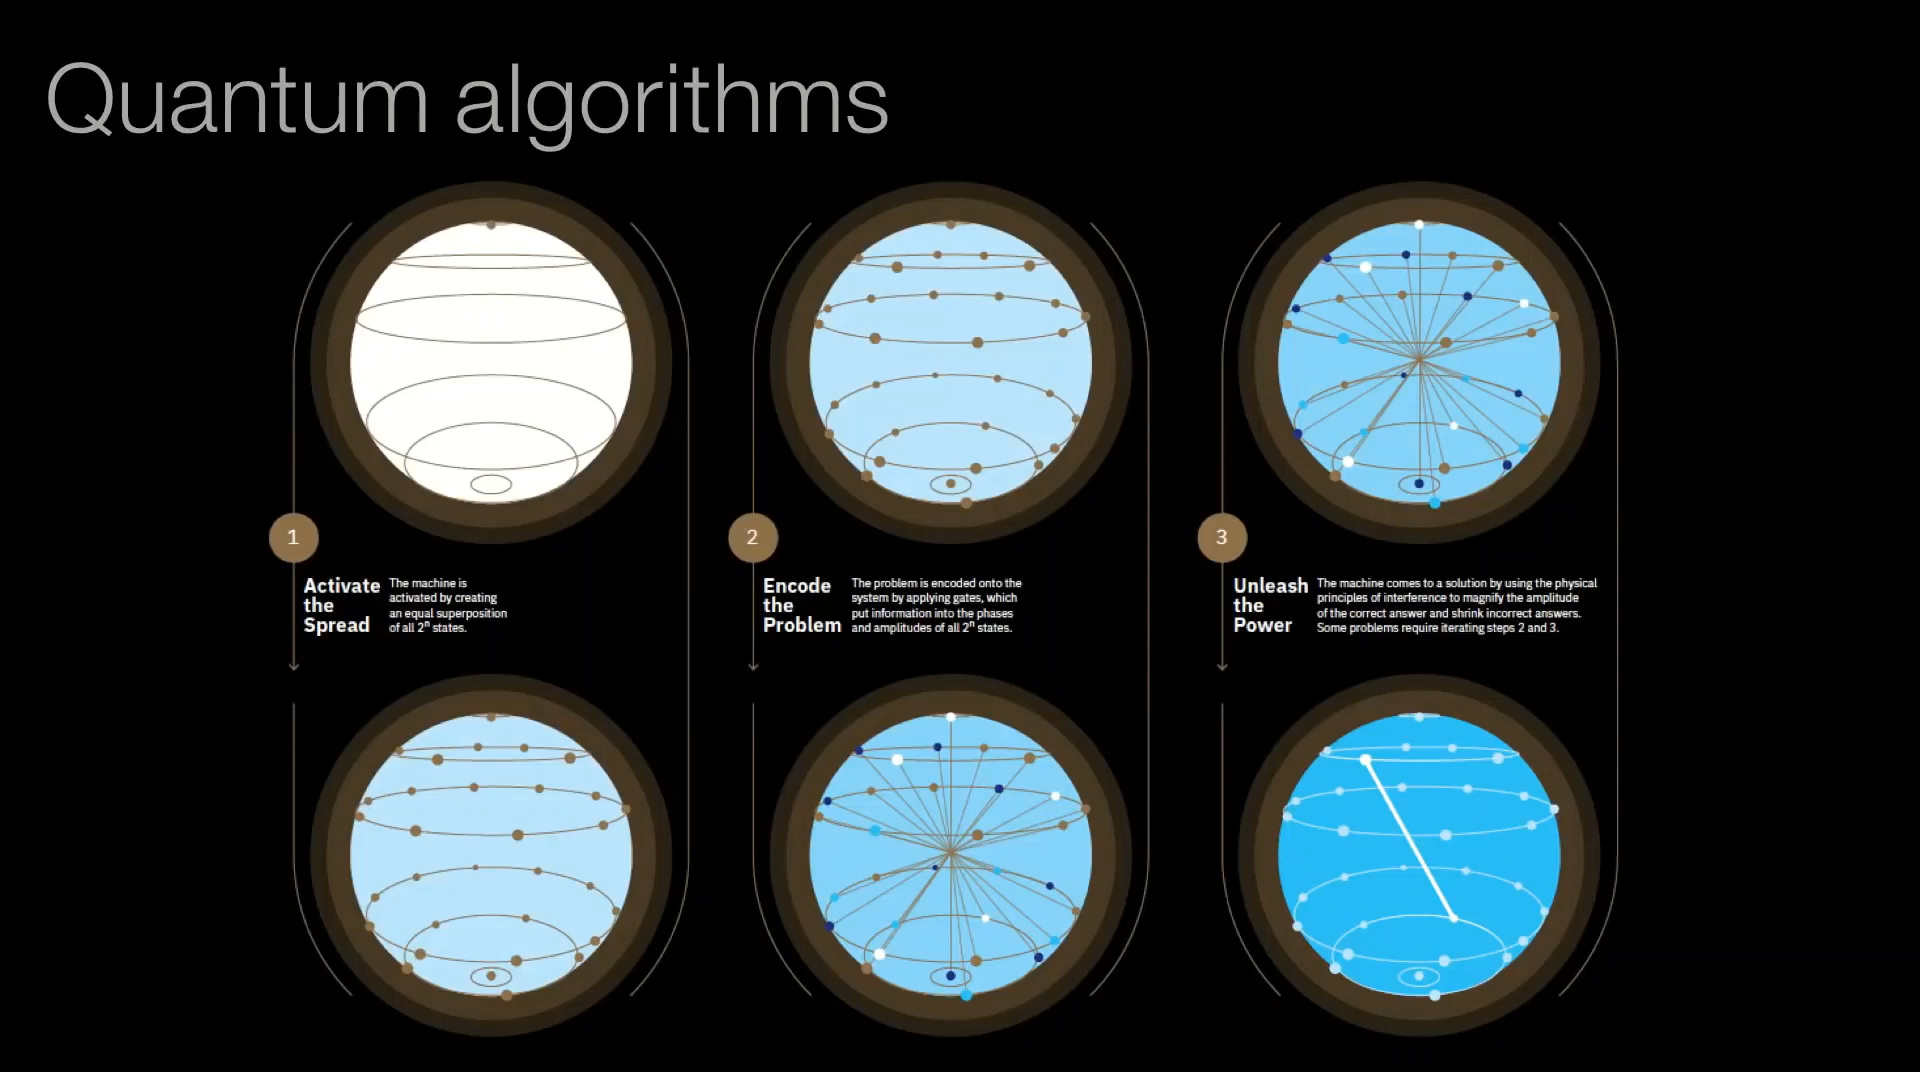 Quantum algorithms
1
Activate
the
Spread
The machine is
activated by creating
an equal superposition
of all 2ⁿ states.
2
Encode
the
Problem
The problem is encoded onto the
system by applying gates, which
put information into the phases
and amplitudes of all 2ⁿ states.
3
Unleash
the
Power
The machine comes to a solution by using the physical
principles of interference to magnify the amplitude
of the correct answer and shrink incorrect answers.
Some problems require iterating steps 2 and 3.